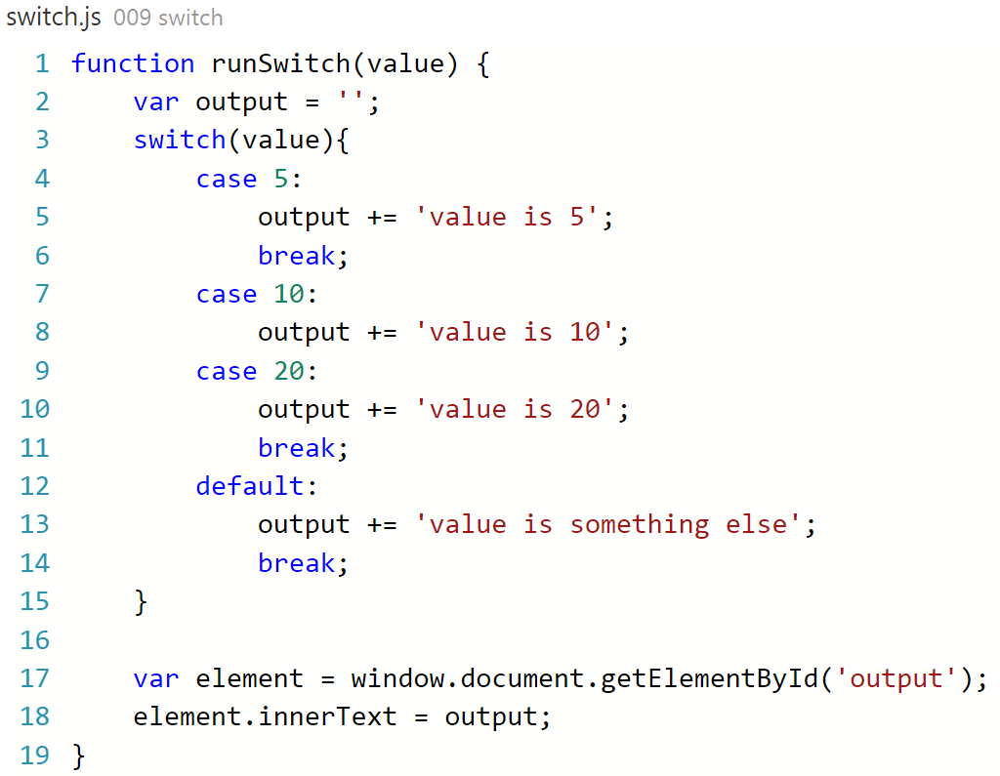 switch.js 009 switch
1 function runSwitch(value) {
2     var output = '';
3     switch(value){
4         case 5:
5             output += 'value is 5';
6             break;
7         case 10:
8             output += 'value is 10';
9         case 20:
10             output += 'value is 20';
11             break;
12         default:
13             output += 'value is something else';
14             break;
15     }
16
17     var element = window.document.getElementById('output');
18     element.innerText = output;
19 }